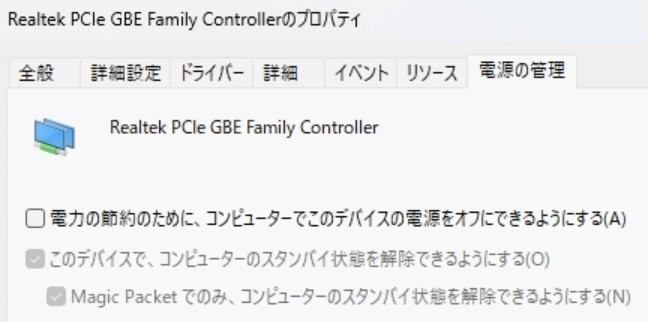 Realtek PCIe GBE Family Controllerのプロパティ
全般 詳細設定 ドライバー 詳細 イベント リソース 電源の管理
Realtek PCIe GBE Family Controller
電力の節約のために、コンピューターでこのデバイスの電源をオフにできるようにする(A)
このデバイスで、コンピューターのスタンバイ状態を解除できるようにする(O)
Magic Packet でのみ、コンピューターのスタンバイ状態を解除できるようにする(N)